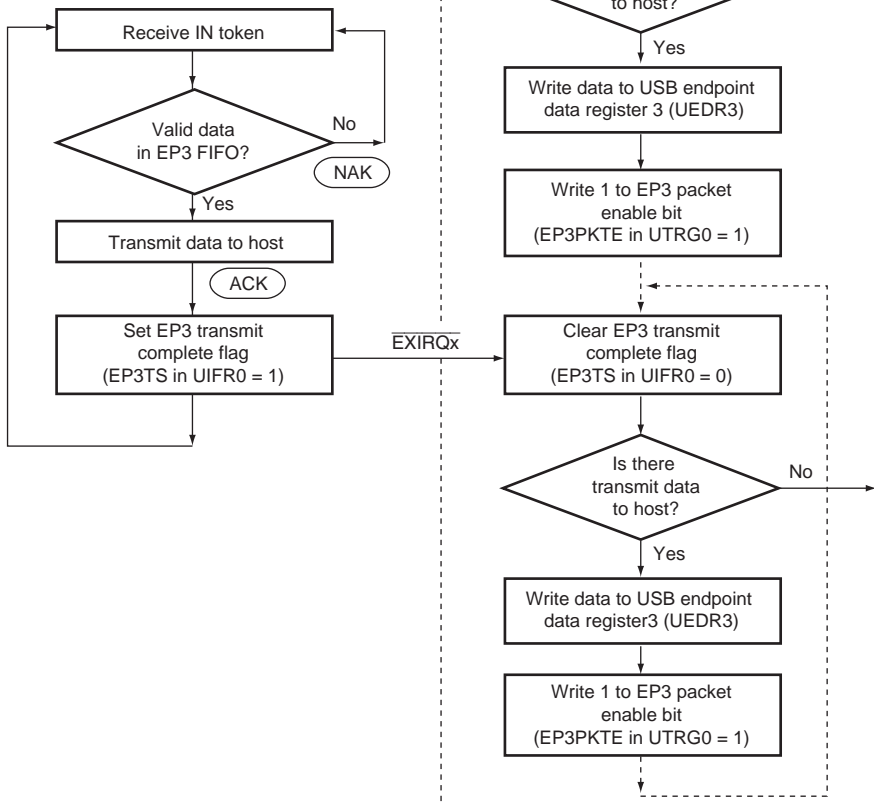 Receive IN token
Valid data
in EP3 FIFO?
No
NAK
Yes
Transmit data to host
ACK
Set EP3 transmit
complete flag
(EP3TS in UIFR0 = 1)
EXIRQx
to host?
Yes
Write data to USB endpoint
data register 3 (UEDR3)
Write 1 to EP3 packet
enable bit
(EP3PKTE in UTRG0 = 1)
Clear EP3 transmit
complete flag
(EP3TS in UIFR0 = 0)
Is there
transmit data
to host?
No
Yes
Write data to USB endpoint
data register3 (UEDR3)
Write 1 to EP3 packet
enable bit
(EP3PKTE in UTRG0 = 1)